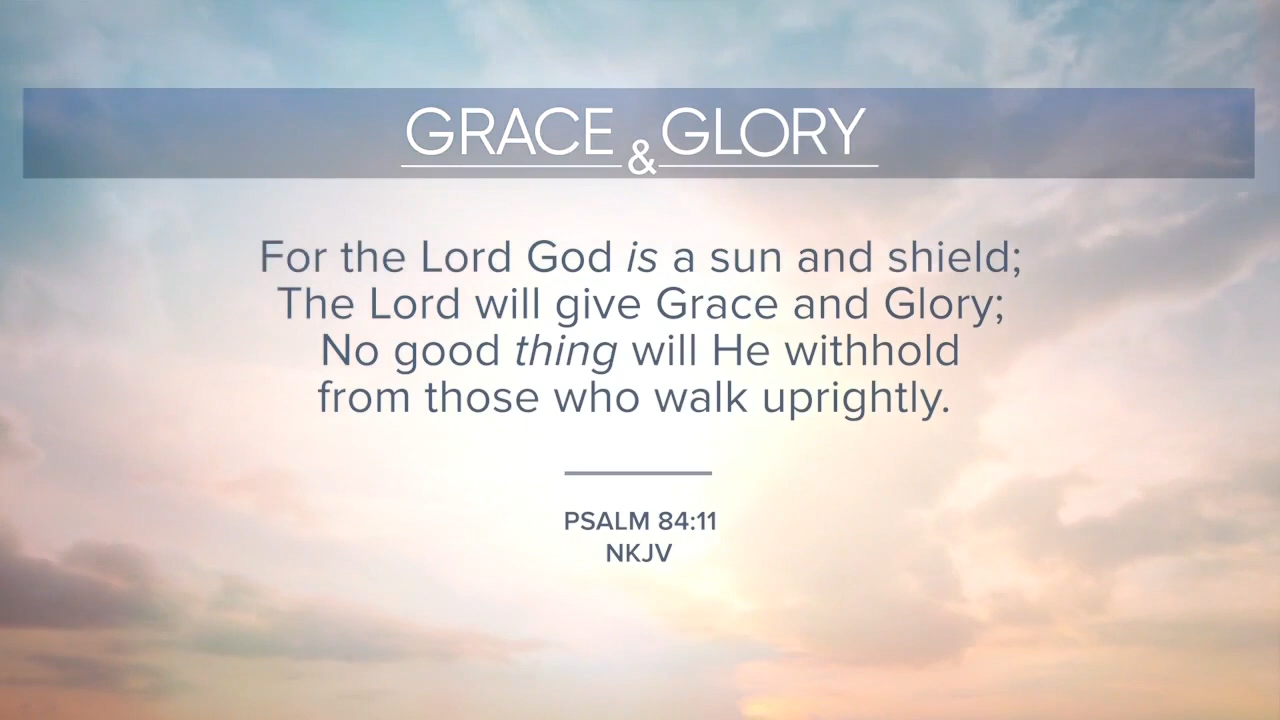 GRACE & GLORY
For the Lord God is a sun and shield;
The Lord will give Grace and Glory;
No good thing will He withhold
from those who walk uprightly.
PSALM 84:11
NKJV